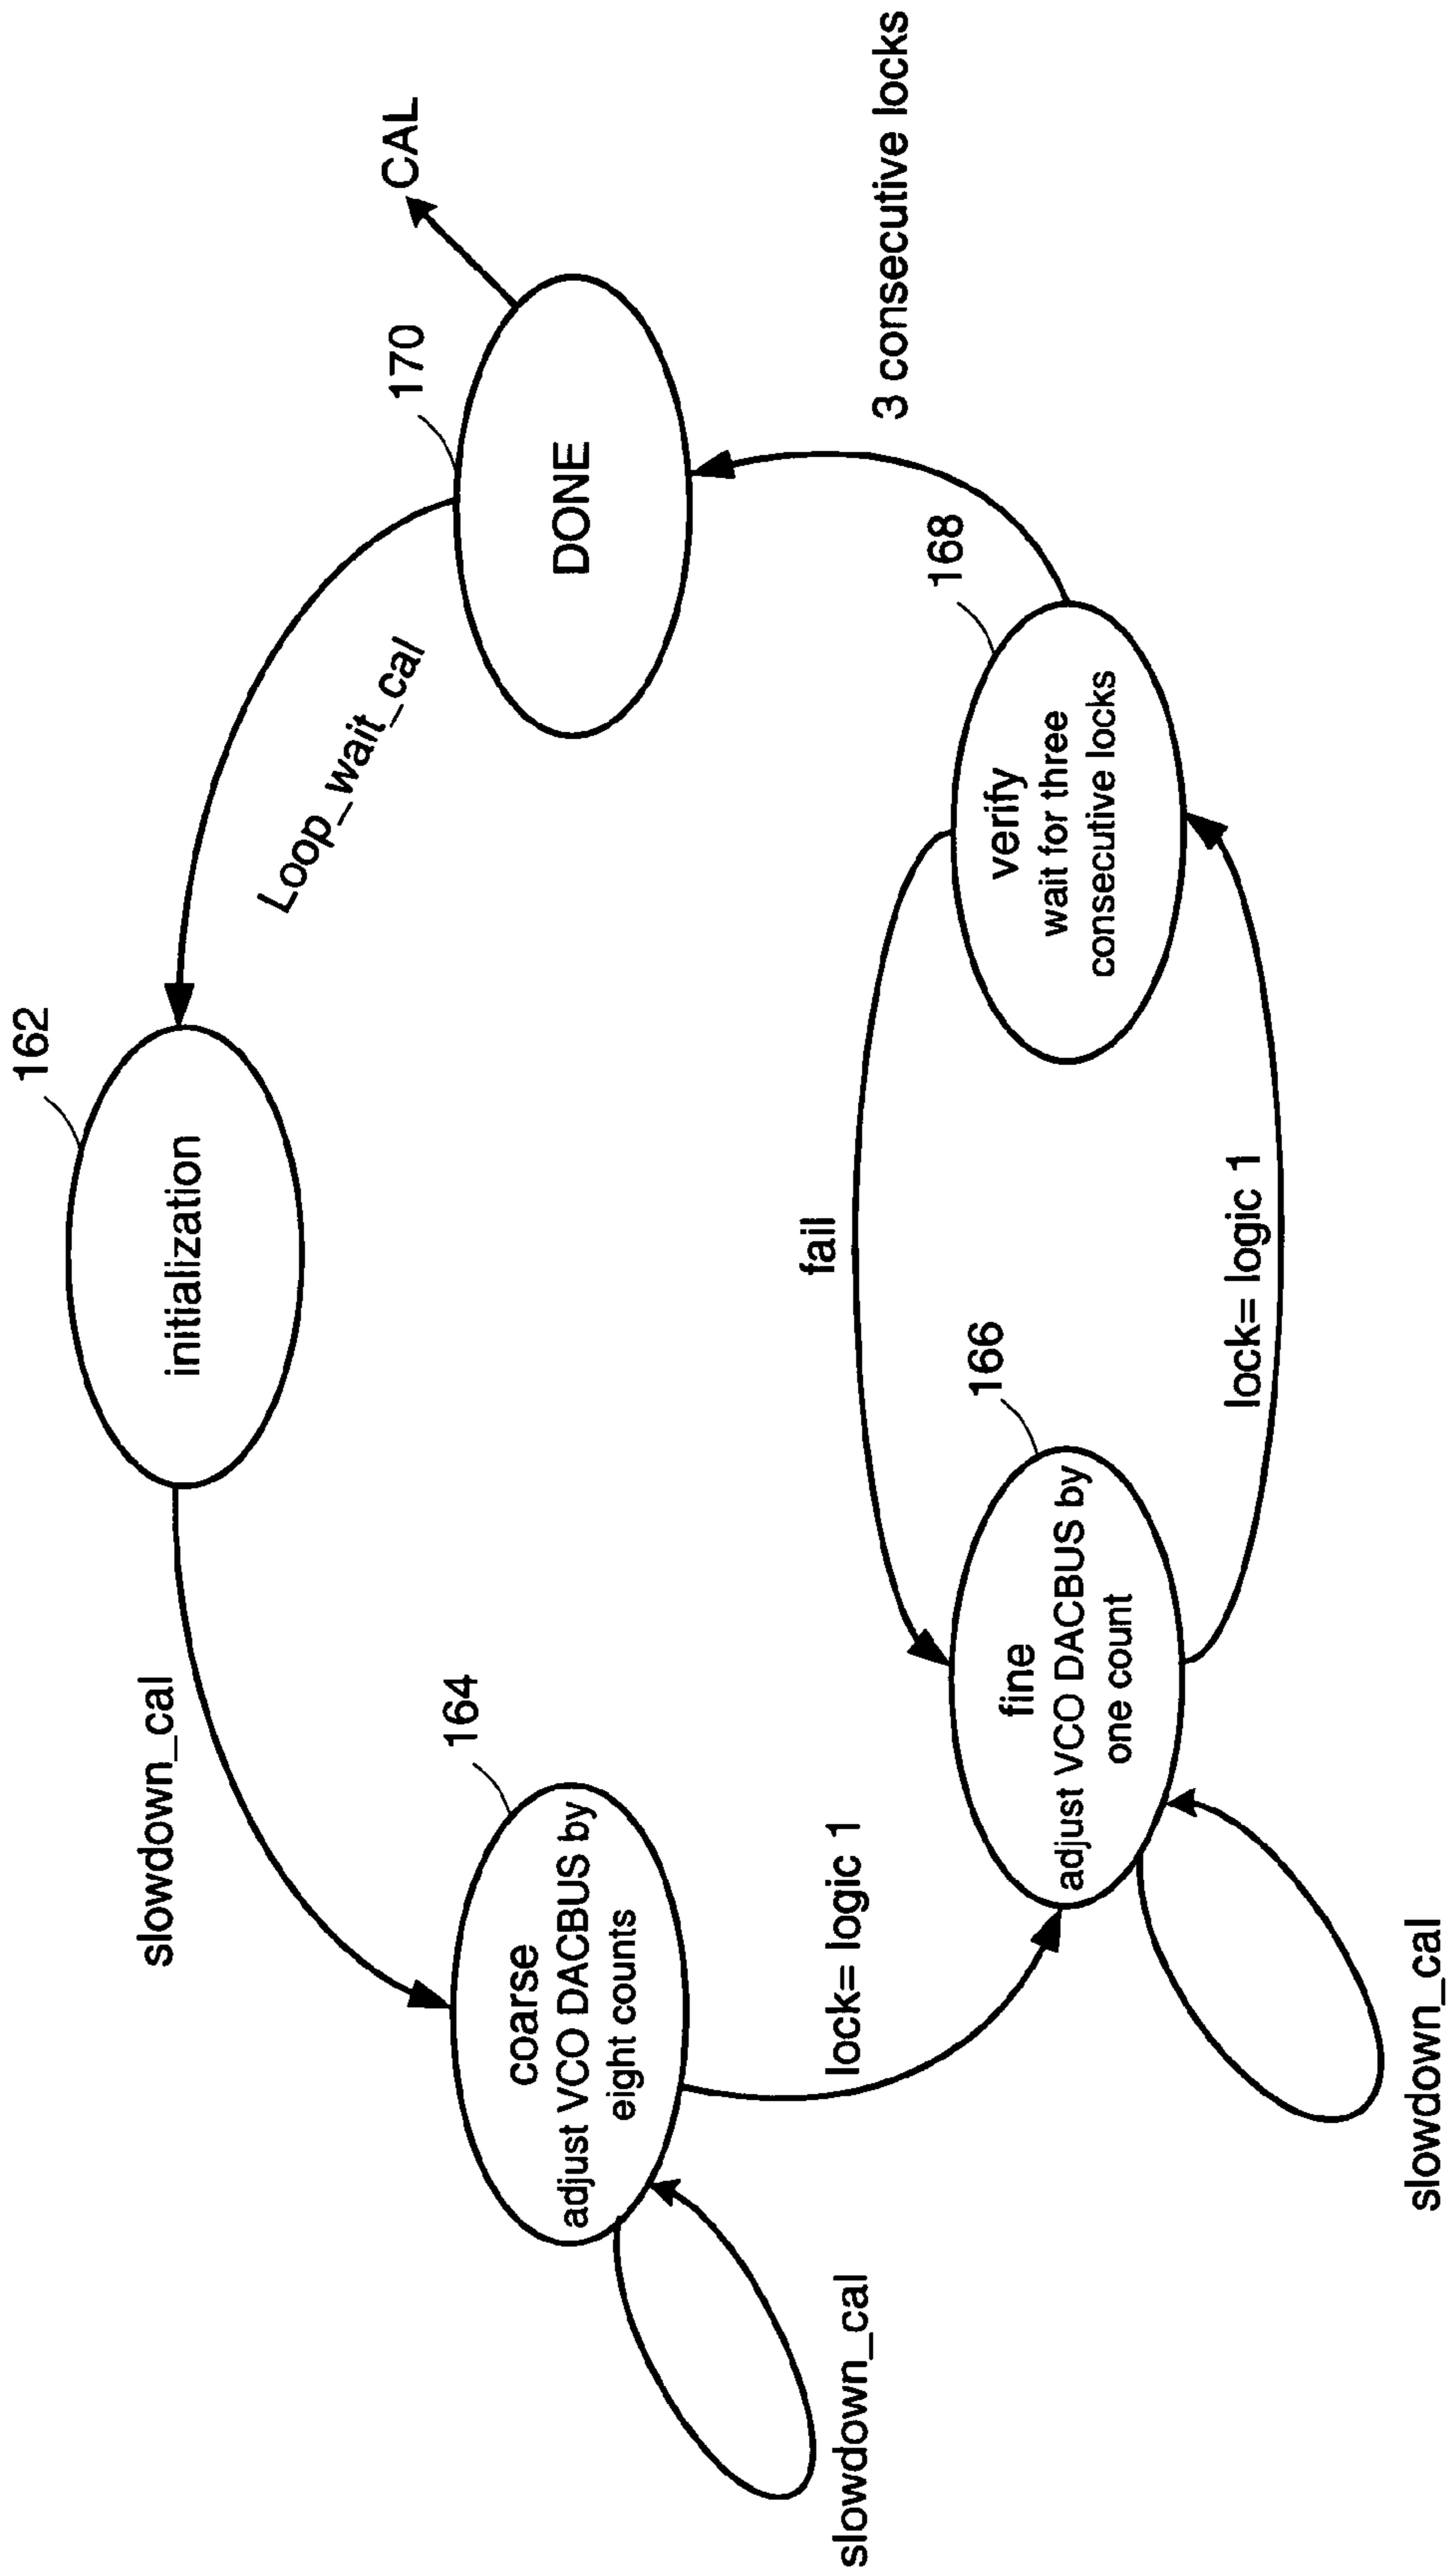 162
initialization
slowdown_cal
Loop_wait_cal
CAL
164
coarse
adjust VCO DACBUS by
eight counts
slowdown_cal
170
DONE
lock= logic 1
fail
3 consecutive locks
166
fine
adjust VCO DACBUS by
one count
slowdown_cal
168
verify
wait for three
consecutive locks
lock= logic 1